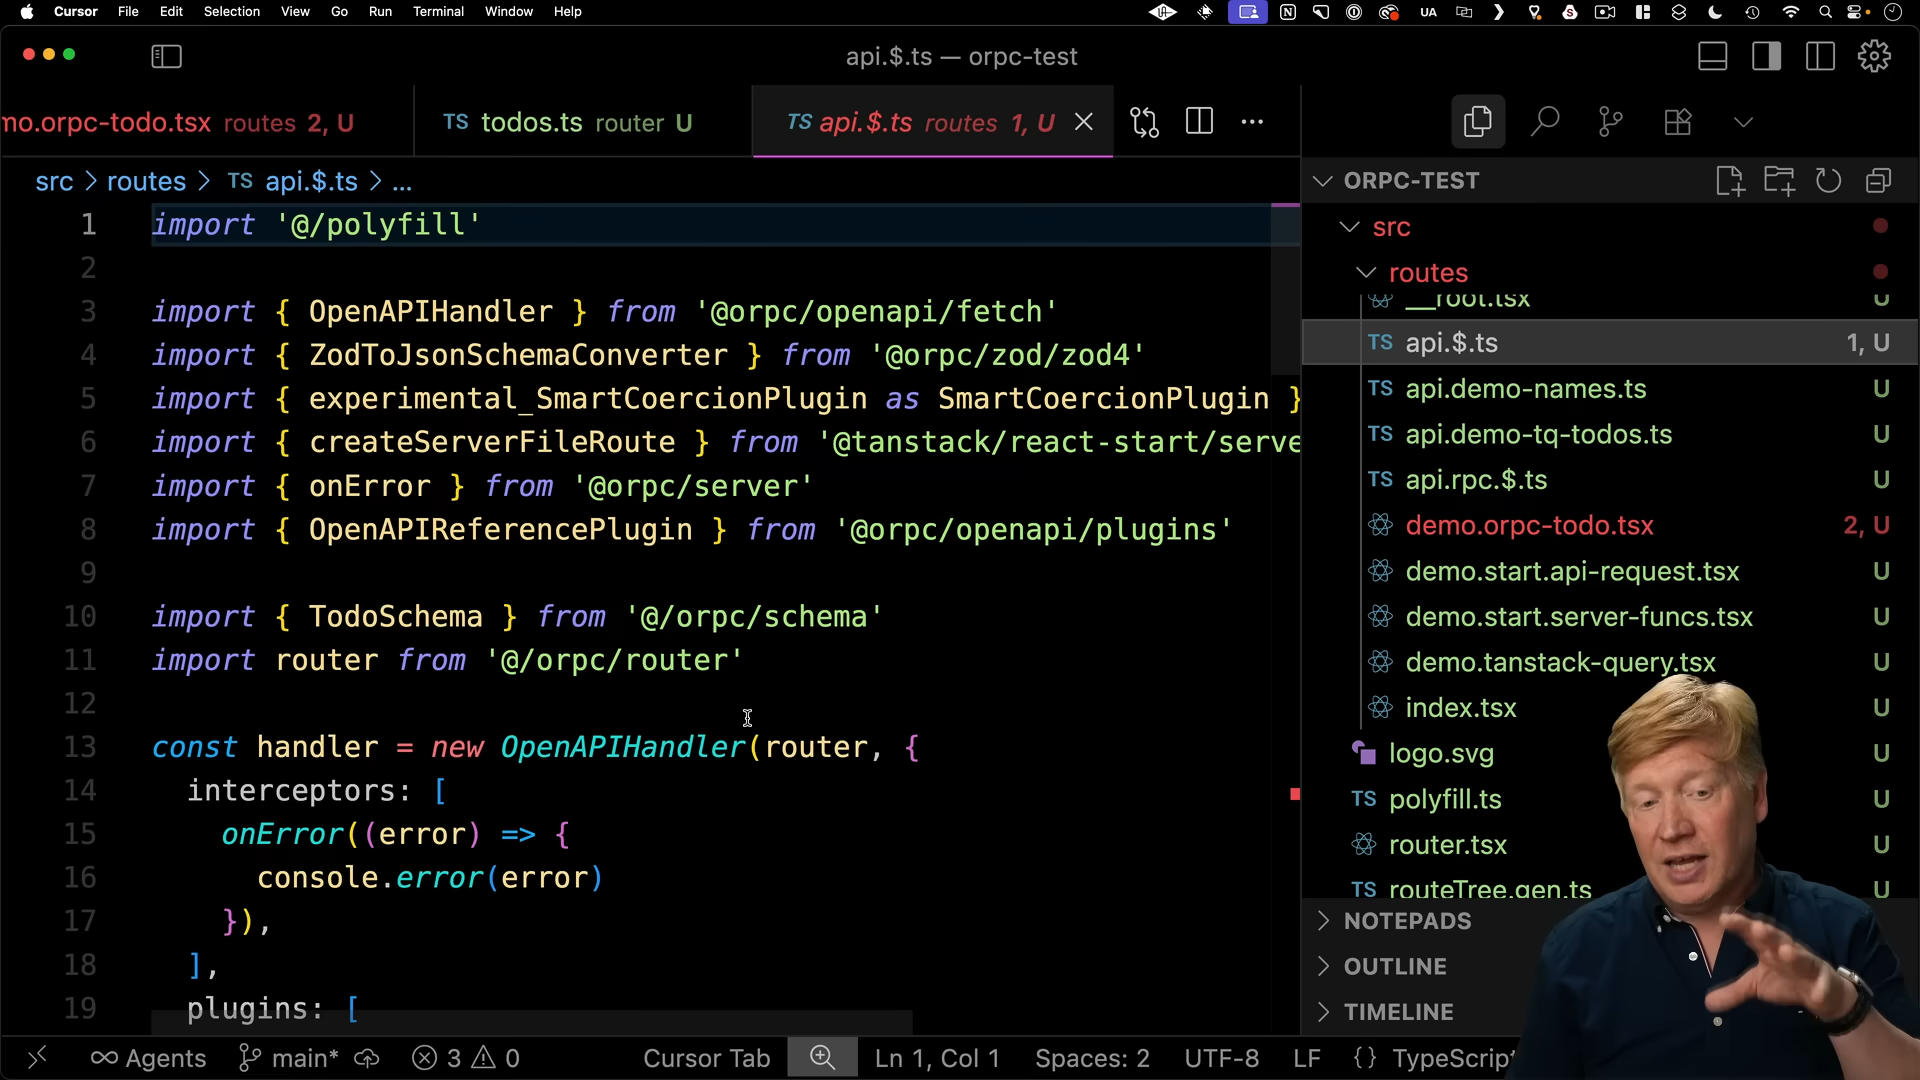 Cursor File Edit Selection View Go Run Terminal Window Help UA
api.$.ts — orpc-test
mo.orpc-todo.tsx routes 2, U
TS todos.ts router U
TS api.$.ts routes 1, U
src > routes > TS api.$.ts > ...
1 import '@/polyfill'
2
3 import { OpenAPIHandler } from '@orpc/openapi/fetch'
4 import { ZodToJsonSchemaConverter } from '@orpc/zod/zod4'
5 import { experimental_SmartCoercionPlugin as SmartCoercionPlugin }
6 import { createServerFileRoute } from '@tanstack/react-start/serve
7 import { onError } from '@orpc/server'
8 import { OpenAPIReferencePlugin } from '@orpc/openapi/plugins'
9
10 import { TodoSchema } from '@/orpc/schema'
11 import router from '@/orpc/router'
12
13 const handler = new OpenAPIHandler(router, {
14 interceptors: [
15 onError((error) => {
16 console.error(error)
17 }),
18 ],
19 plugins: [
ORPC-TEST
src
routes
__root.tsx U
TS api.$.ts 1, U
TS api.demo-names.ts U
TS api.demo-tq-todos.ts U
TS api.rpc.$.ts U
demo.orpc-todo.tsx 2, U
demo.start.api-request.tsx U
demo.start.server-funcs.tsx U
demo.tanstack-query.tsx U
index.tsx U
logo.svg U
TS polyfill.ts U
router.tsx U
TS routeTree.gen.ts U
NOTEPADS
OUTLINE
TIMELINE
Agents main* 3 0 Cursor Tab Ln 1, Col 1 Spaces: 2 UTF-8 LF {} TypeScript